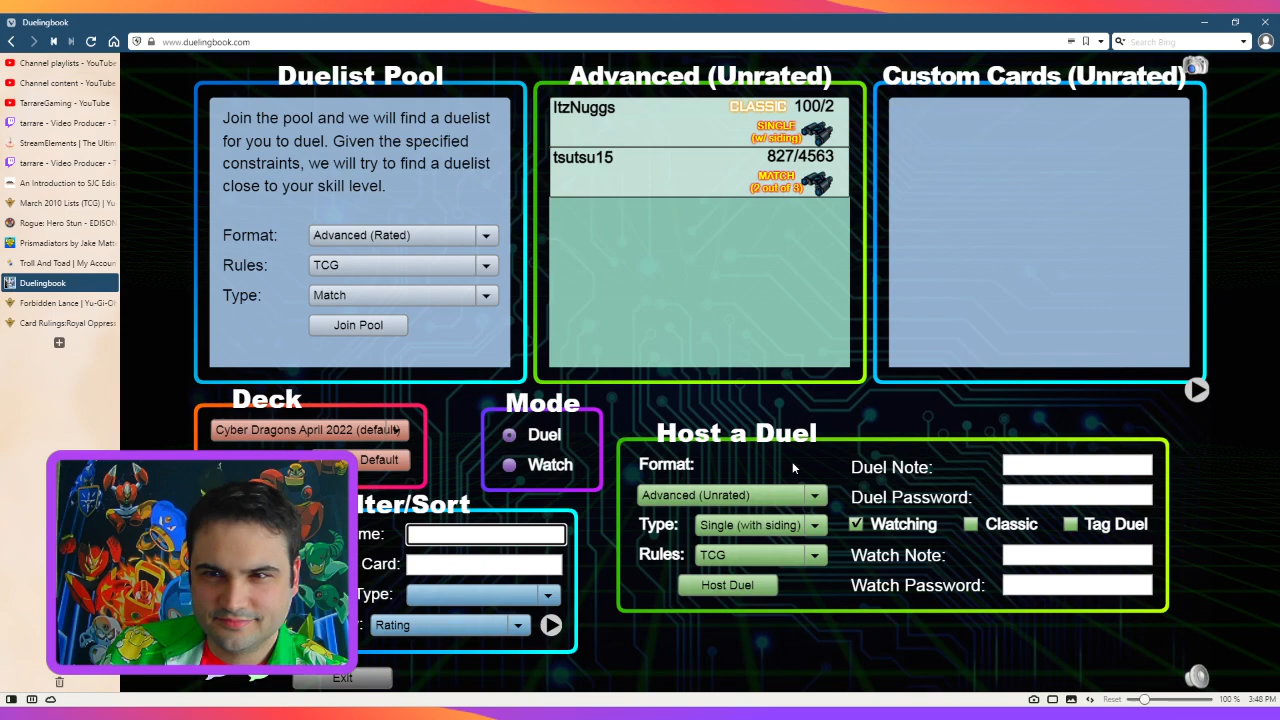 Duelingbook
www.duelingbook.com
Search Bing
Channel playlists - YouTube
Channel content - YouTube
TarrareGaming - YouTube
tarrare - Video Producer - T
StreamElements | The Ultim
tarrare - Video Producer - T
An Introduction to SJC Edis
March 2010 Lists (TCG) | Yu
Rogue: Hero Stun - EDISON
Prismadiators by Jake Matt
Troll And Toad | My Accoun
Duelingbook
Forbidden Lance | Yu-Gi-O
Card Rulings:Royal Oppress
Duelist Pool
Join the pool and we will find a duelist
for you to duel. Given the specified
constraints, we will try to find a duelist
close to your skill level.
Format: Advanced (Rated)
Rules: TCG
Type: Match
Join Pool
Advanced (Unrated)
ItzNuggs CLASSIC 100/2
SINGLE
(w/ siding)
tsutsu15 827/4563
MATCH
(2 out of 3)
Custom Cards (Unrated)
Deck
Cyber Dragons April 2022 (default)
Default
Mode
Duel
Watch
lter/Sort
me:
Card:
Type:
: Rating
Exit
Host a Duel
Format:
Advanced (Unrated)
Type: Single (with siding)
Rules: TCG
Host Duel
Duel Note:
Duel Password:
Watching Classic Tag Duel
Watch Note:
Watch Password:
Reset 100 % 3:48 PM